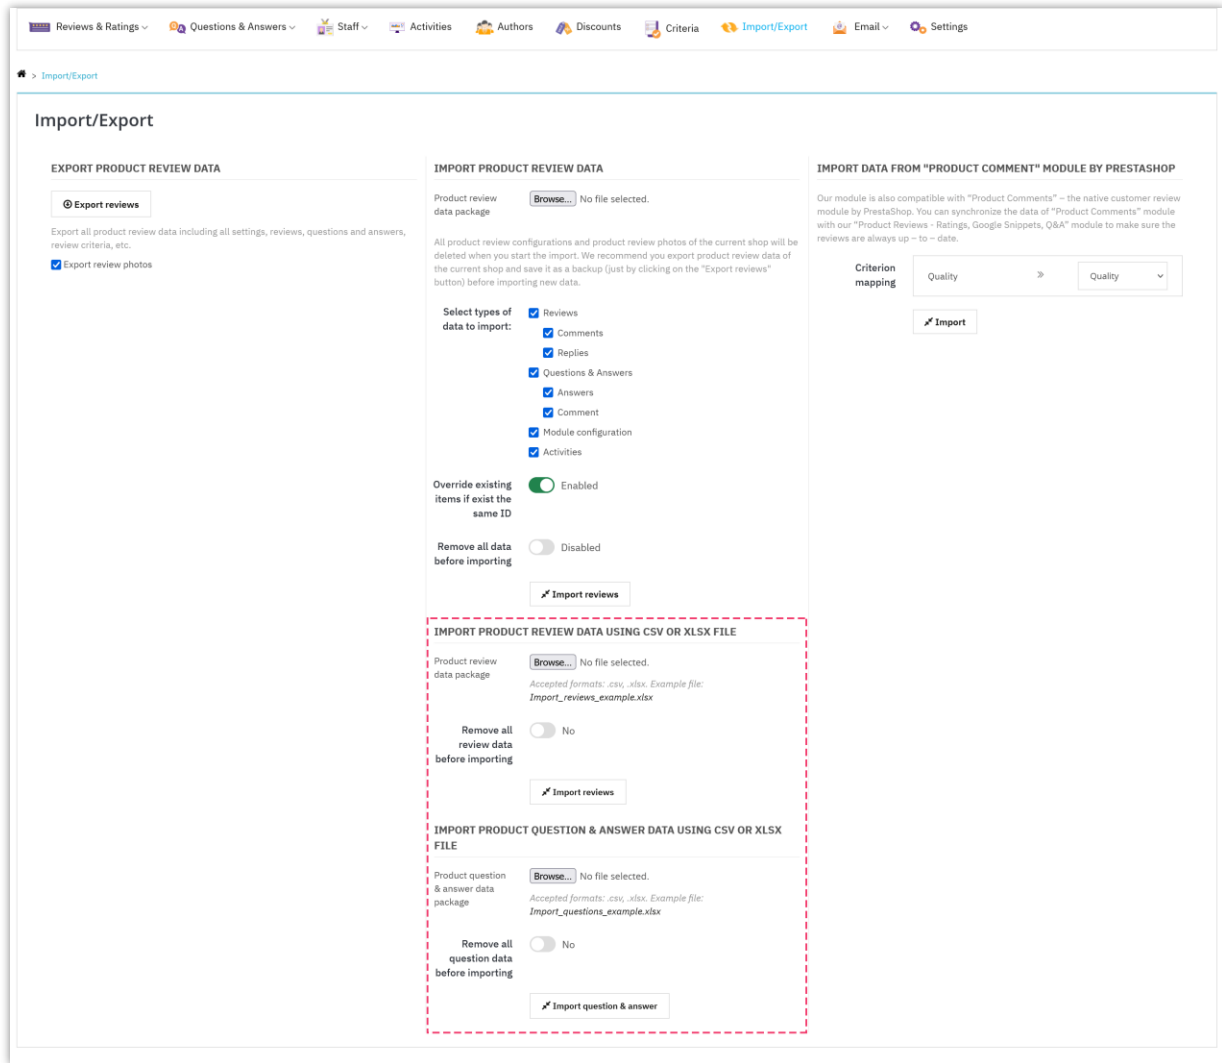 Reviews & Ratings
Questions & Answers
Staff
Activities
Authors
Discounts
Criteria
Import/Export
Email
Settings
> Import/Export
Import/Export
EXPORT PRODUCT REVIEW DATA
Export reviews
Export all product review data including all settings, reviews, questions and answers,
review criteria, etc.
Export review photos
IMPORT PRODUCT REVIEW DATA
Product review
data package
Browse... No file selected.
All product review configurations and product review photos of the current shop will be
deleted when you start the import. We recommend you export product review data of
the current shop and save it as a backup (just by clicking on the "Export reviews"
button) before importing new data.
Select types of
data to import:
Reviews
Comments
Replies
Questions & Answers
Answers
Comment
Module configuration
Activities
Override existing
items if exist the
same ID
Enabled
Remove all data
before importing
Disabled
Import reviews
IMPORT PRODUCT REVIEW DATA USING CSV OR XLSX FILE
Product review
data package
Browse... No file selected.
Accepted formats: .csv, .xlsx. Example file:
Import_reviews_example.xlsx
Remove all
review data
before importing
No
Import reviews
IMPORT PRODUCT QUESTION & ANSWER DATA USING CSV OR XLSX
FILE
Product question
& answer data
package
Browse... No file selected.
Accepted formats: .csv, .xlsx. Example file:
Import_questions_example.xlsx
Remove all
question data
before importing
No
Import question & answer
IMPORT DATA FROM "PRODUCT COMMENT" MODULE BY PRESTASHOP
Our module is also compatible with "Product Comments" – the native customer review
module by PrestaShop. You can synchronize the data of "Product Comments" module
with our "Product Reviews - Ratings, Google Snippets, Q&A" module to make sure the
reviews are always up – to – date.
Criterion
mapping
Quality » Quality
Import